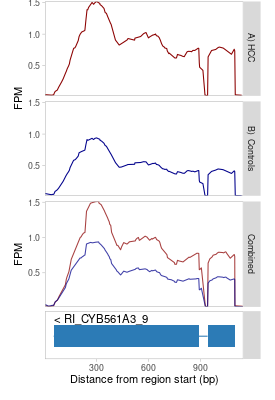 1.5
1.0
0.5
FPM
A) HCC
1.5
1.0
0.5
B) Controls
1.5
1.0
0.5
FPM
Combined
< RI_CYB561A3_9
300 600 900
Distance from region start (bp)